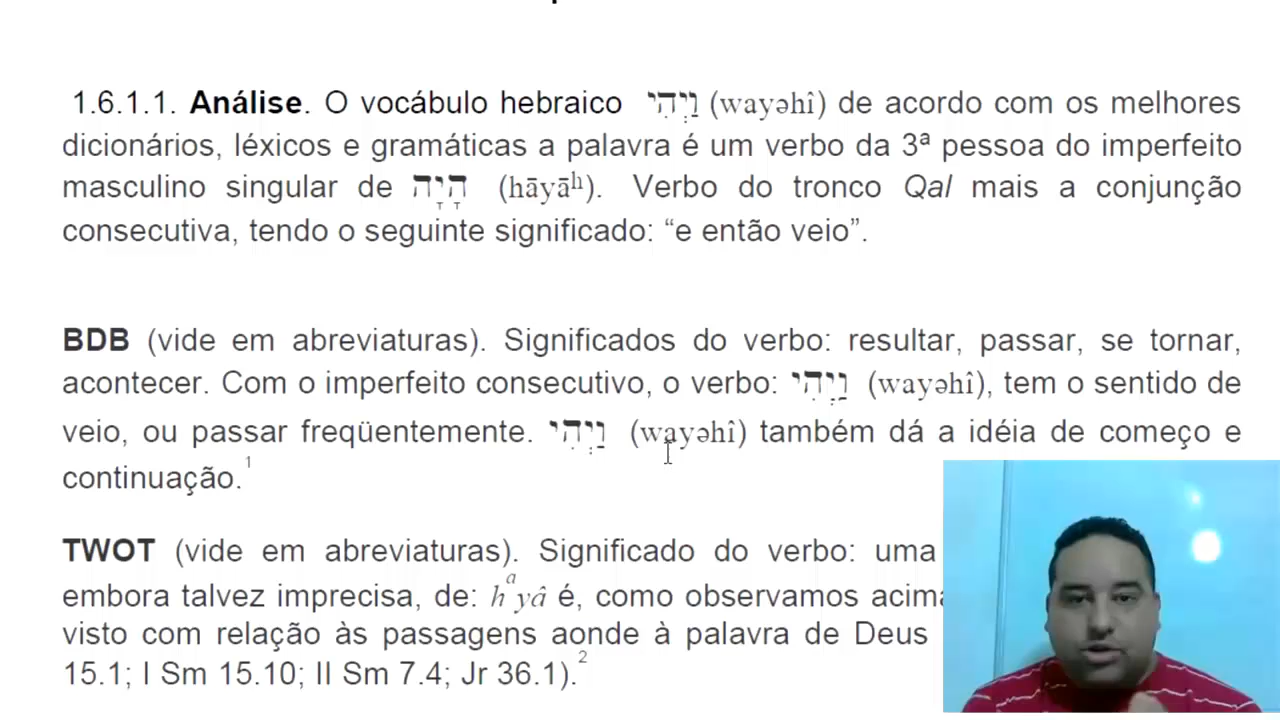 1.6.1.1. Análise. O vocábulo hebraico וַיְהִי (wayəhî) de acordo com os melhores
dicionários, léxicos e gramáticas a palavra é um verbo da 3ª pessoa do imperfeito
masculino singular de הָיָה (hāyāʰ). Verbo do tronco Qal mais a conjunção
consecutiva, tendo o seguinte significado: “e então veio”.
BDB (vide em abreviaturas). Significados do verbo: resultar, passar, se tornar,
acontecer. Com o imperfeito consecutivo, o verbo: וַיְהִי (wayəhî), tem o sentido de
veio, ou passar freqüentemente. וַיְהִי (wayəhî) também dá a idéia de começo e
continuação.¹
TWOT (vide em abreviaturas). Significado do verbo: uma
embora talvez imprecisa, de: hᵃyâ é, como observamos
visto com relação às passagens aonde à palavra de Deus
15.1; I Sm 15.10; II Sm 7.4; Jr 36.1).²